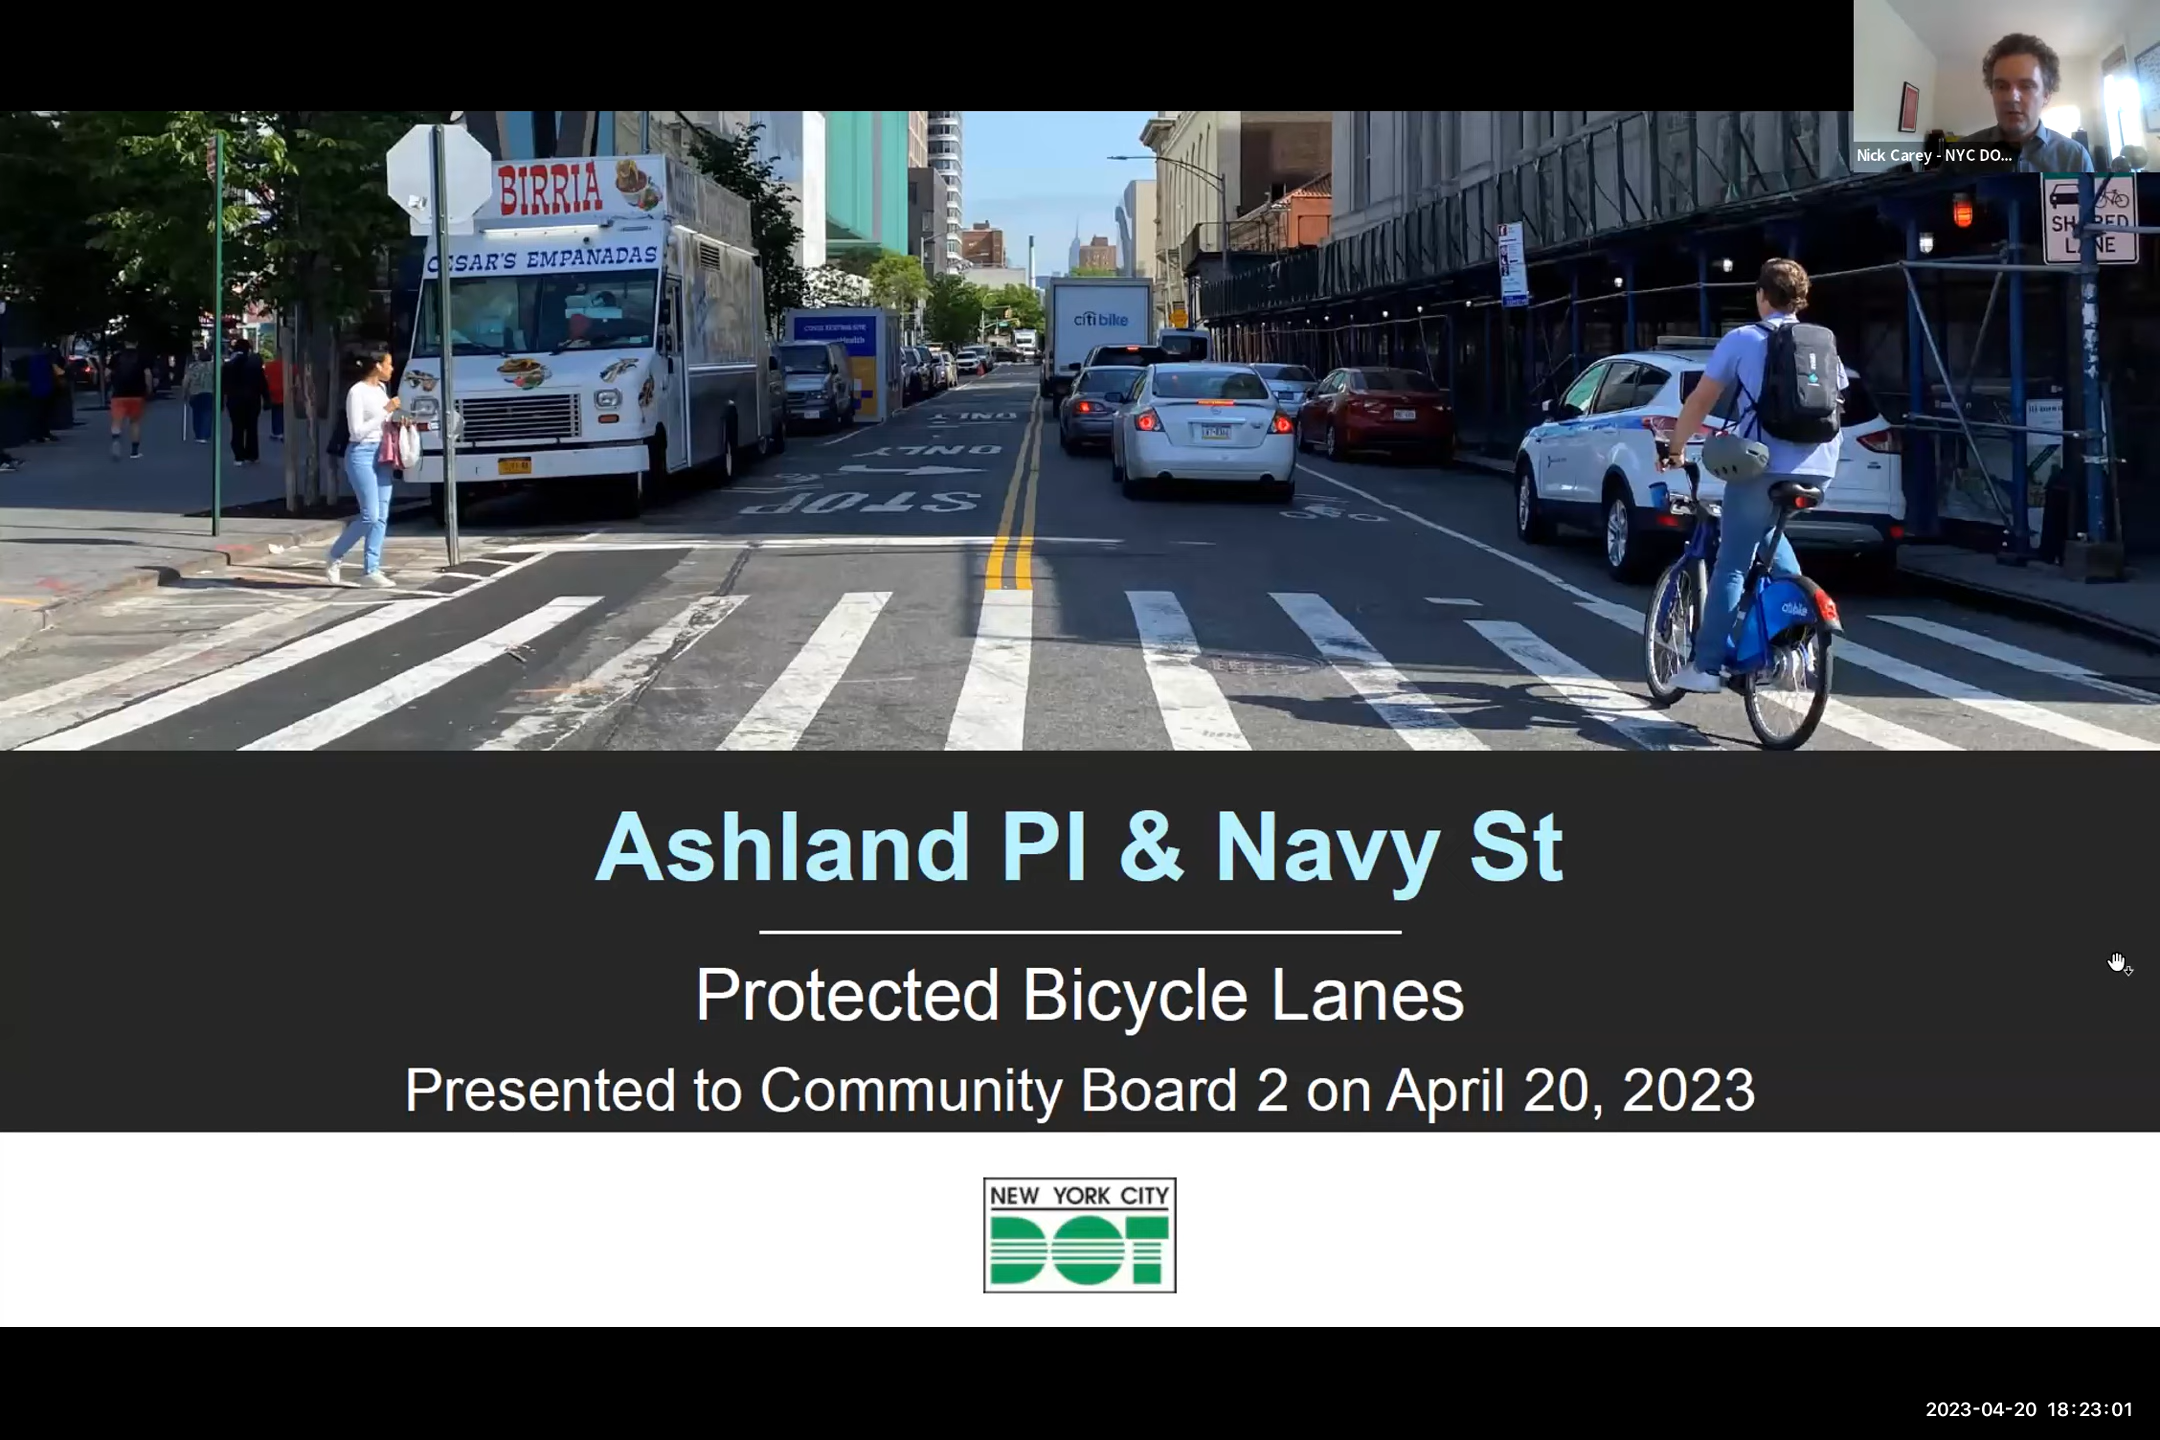 Nick Carey - NYC DO...
BIRRIA
CESAR'S EMPANADAS
citibike
SHARED
LANE
ONLY
ONLY
STOP
citibike
Ashland Pl & Navy St
Protected Bicycle Lanes
Presented to Community Board 2 on April 20, 2023
NEW YORK CITY
DOT
2023-04-20 18:23:01